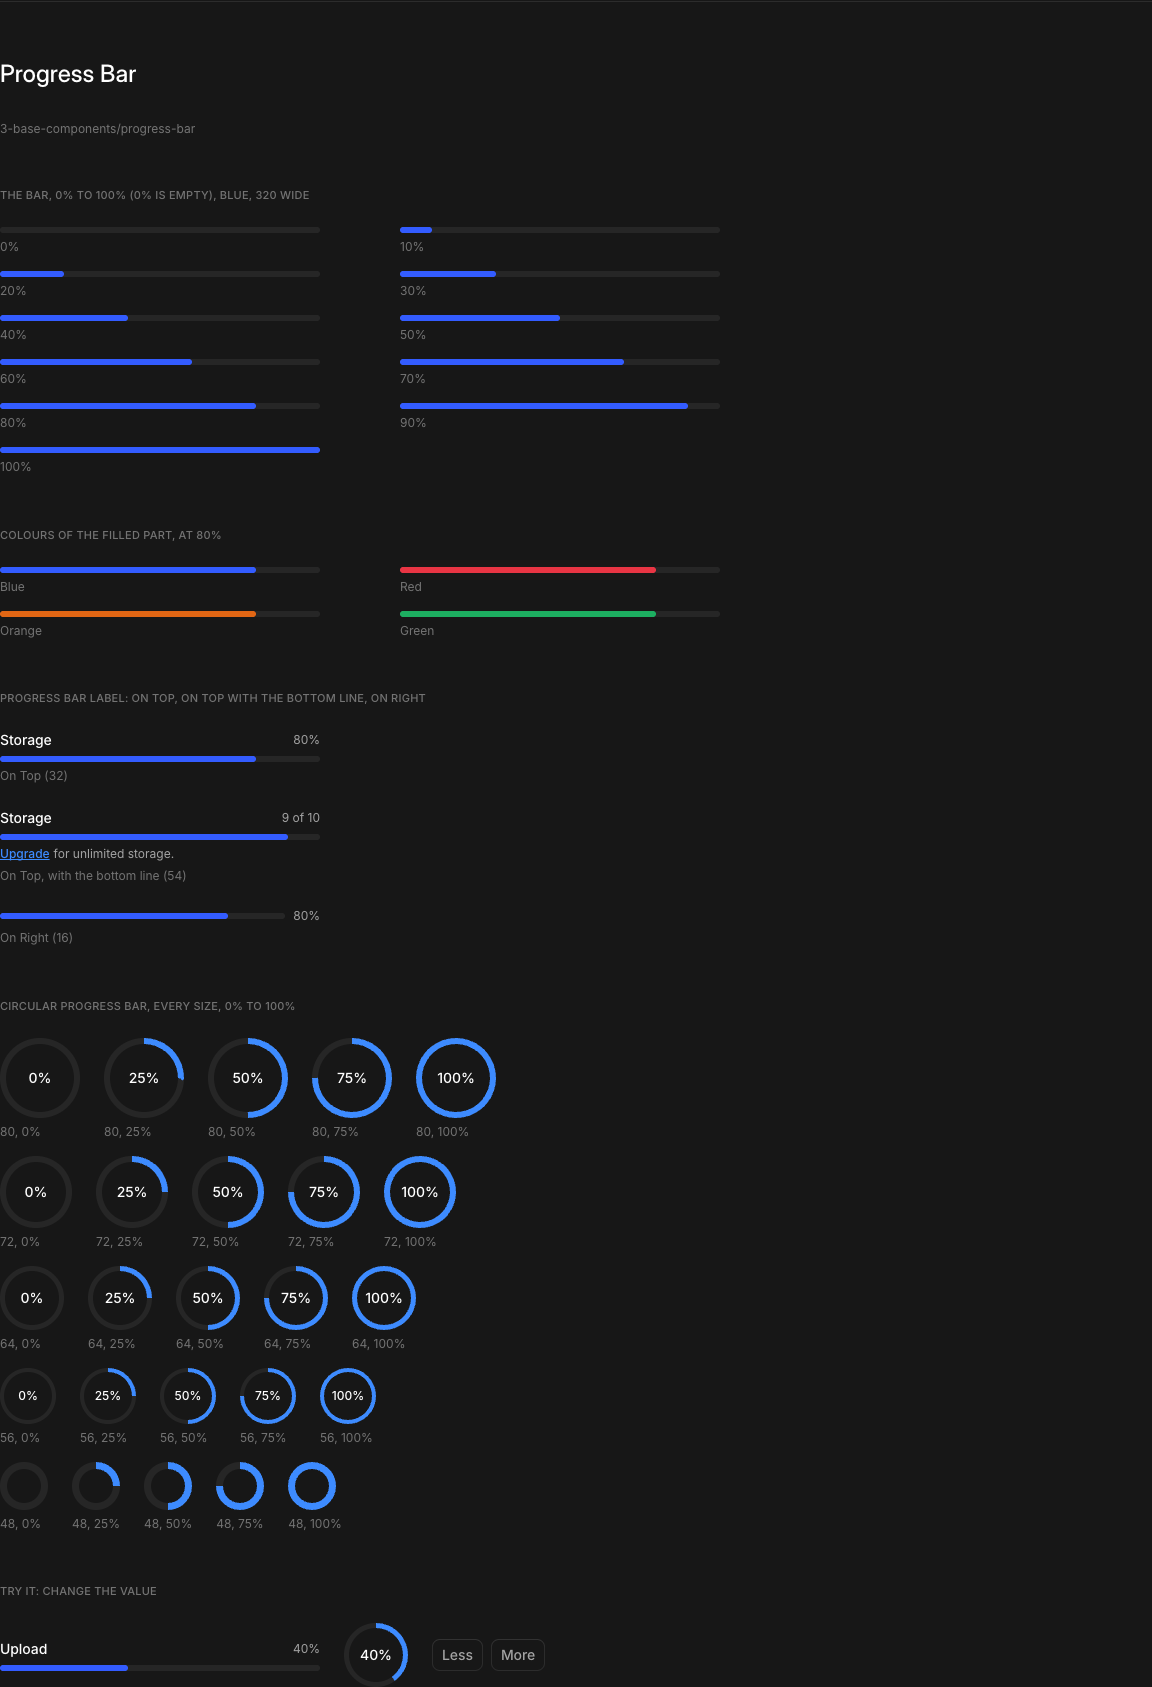 Progress Bar
3-base-components/progress-bar
THE BAR, 0% TO 100% (0% IS EMPTY), BLUE, 320 WIDE
0% 10%
20% 30%
40% 50%
60% 70%
80% 90%
100%
COLOURS OF THE FILLED PART, AT 80%
Blue Red
Orange Green
PROGRESS BAR LABEL: ON TOP, ON TOP WITH THE BOTTOM LINE, ON RIGHT
Storage 80%
On Top (32)
Storage 9 of 10
Upgrade for unlimited storage.
On Top, with the bottom line (54)
80%
On Right (16)
CIRCULAR PROGRESS BAR, EVERY SIZE, 0% TO 100%
0% 25% 50% 75% 100%
80, 0% 80, 25% 80, 50% 80, 75% 80, 100%
0% 25% 50% 75% 100%
72, 0% 72, 25% 72, 50% 72, 75% 72, 100%
0% 25% 50% 75% 100%
64, 0% 64, 25% 64, 50% 64, 75% 64, 100%
0% 25% 50% 75% 100%
56, 0% 56, 25% 56, 50% 56, 75% 56, 100%
48, 0% 48, 25% 48, 50% 48, 75% 48, 100%
TRY IT: CHANGE THE VALUE
Upload 40% 40% Less More